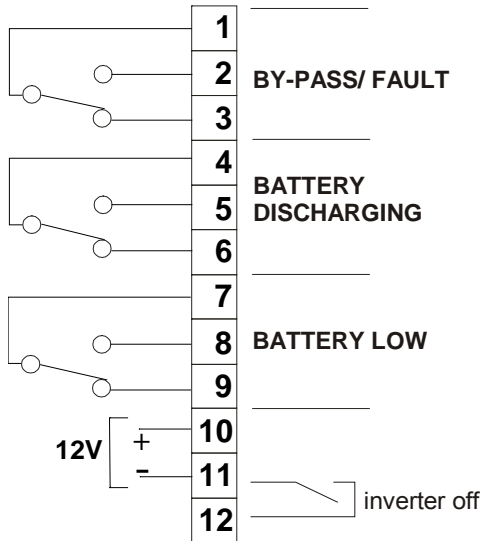 1
2
BY-PASS/ FAULT
3
4
BATTERY
DISCHARGING
5
6
7
8
BATTERY LOW
9
10
12V
+
11
-
inverter off
12